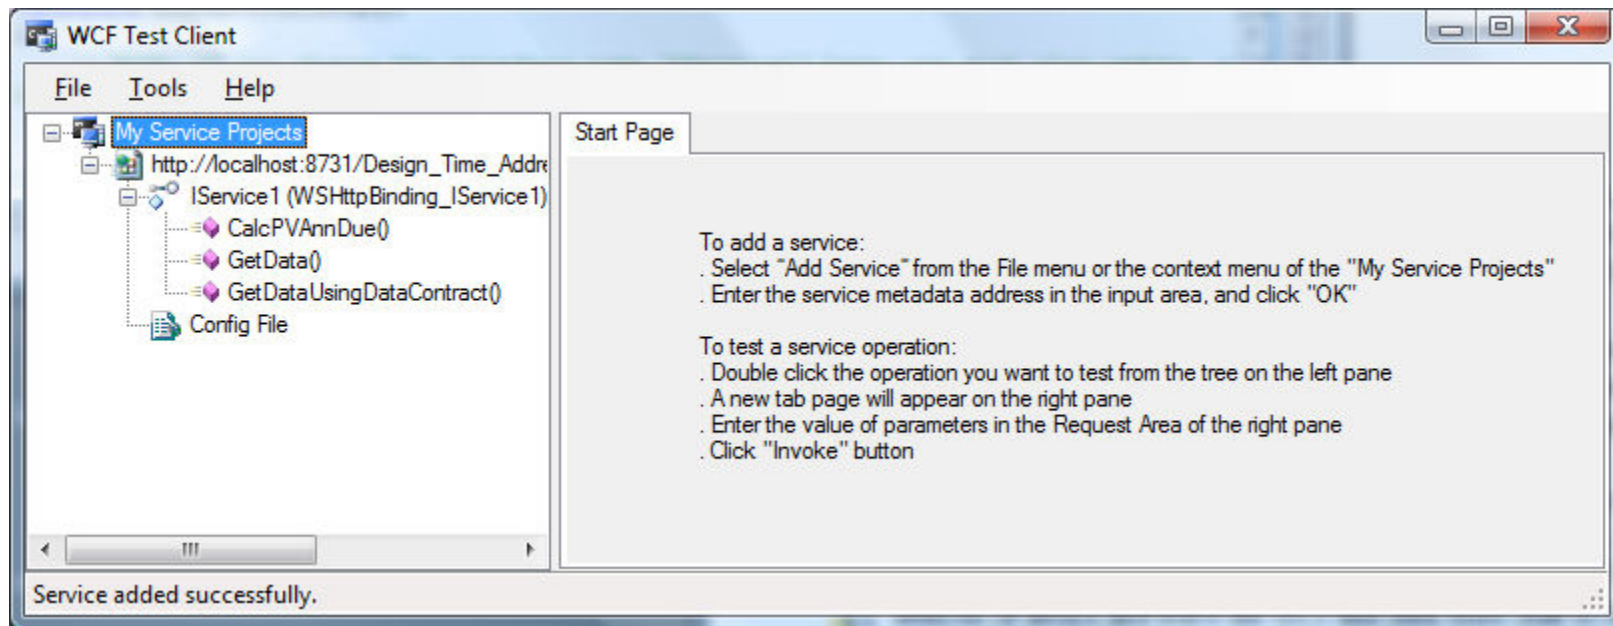 WCF Test Client
File Tools Help
My Service Projects
http://localhost:8731/Design_Time_Addre
IService1 (WSHttpBinding_IService1)
CalcPVAnnDue()
GetData()
GetDataUsingDataContract()
Config File
Start Page
To add a service:
. Select "Add Service" from the File menu or the context menu of the "My Service Projects"
. Enter the service metadata address in the input area, and click "OK"
To test a service operation:
. Double click the operation you want to test from the tree on the left pane
. A new tab page will appear on the right pane
. Enter the value of parameters in the Request Area of the right pane
. Click "Invoke" button
Service added successfully.